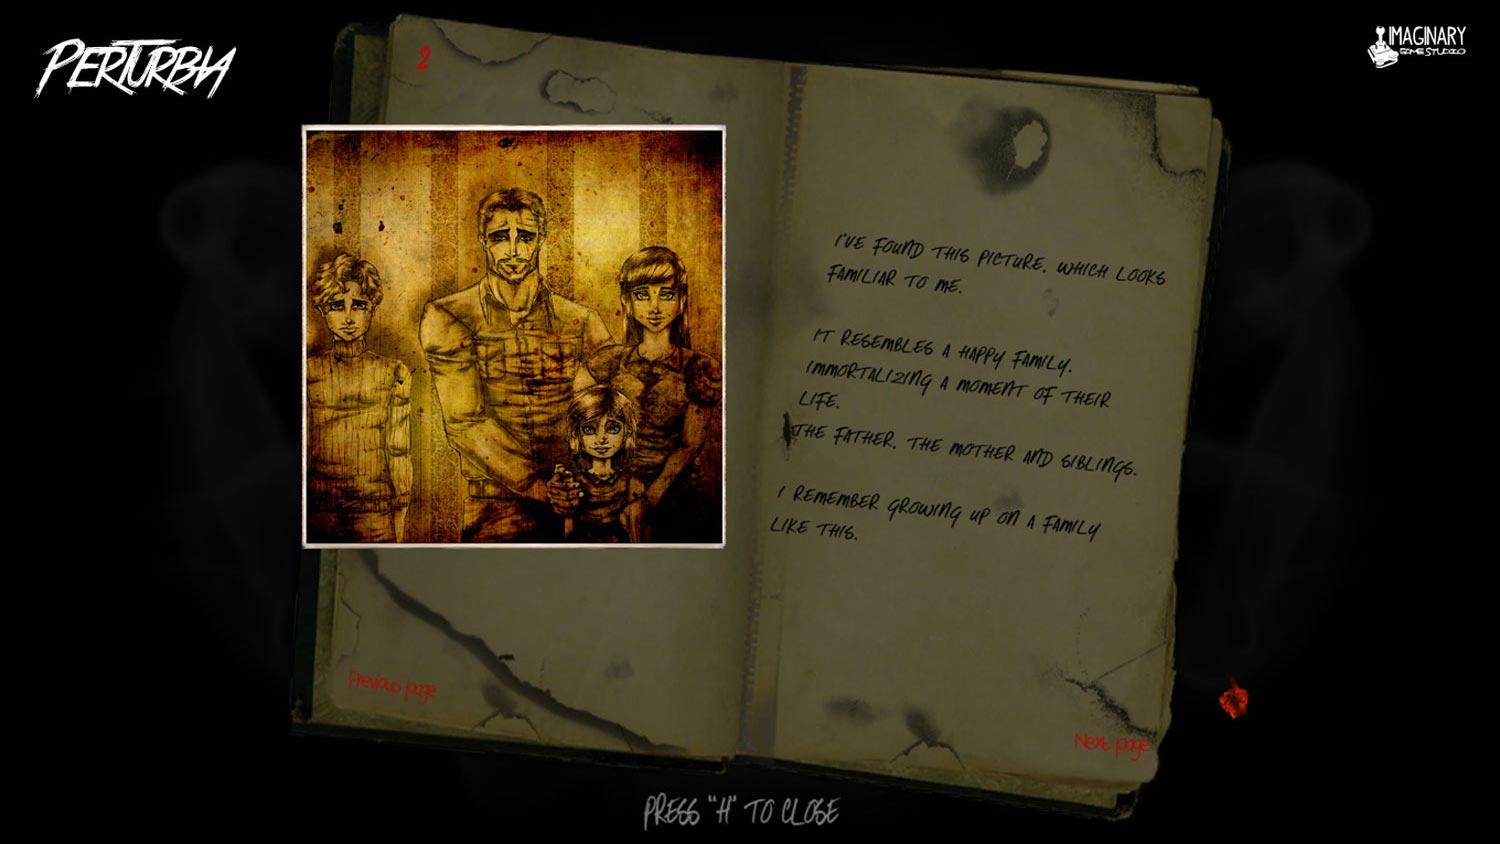 PERTURBIA
IMAGINARY
GAME STUDIO
2
I'VE FOUND THIS PICTURE. WHICH LOOKS
FAMILIAR TO ME.
IT RESEMBLES A HAPPY FAMILY.
IMMORTALIZING A MOMENT OF THEIR
LIFE.
THE FATHER. THE MOTHER AND SIBLINGS.
I REMEMBER GROWING UP ON A FAMILY
LIKE THIS.
Previous page
Next page
PRESS "H" TO CLOSE